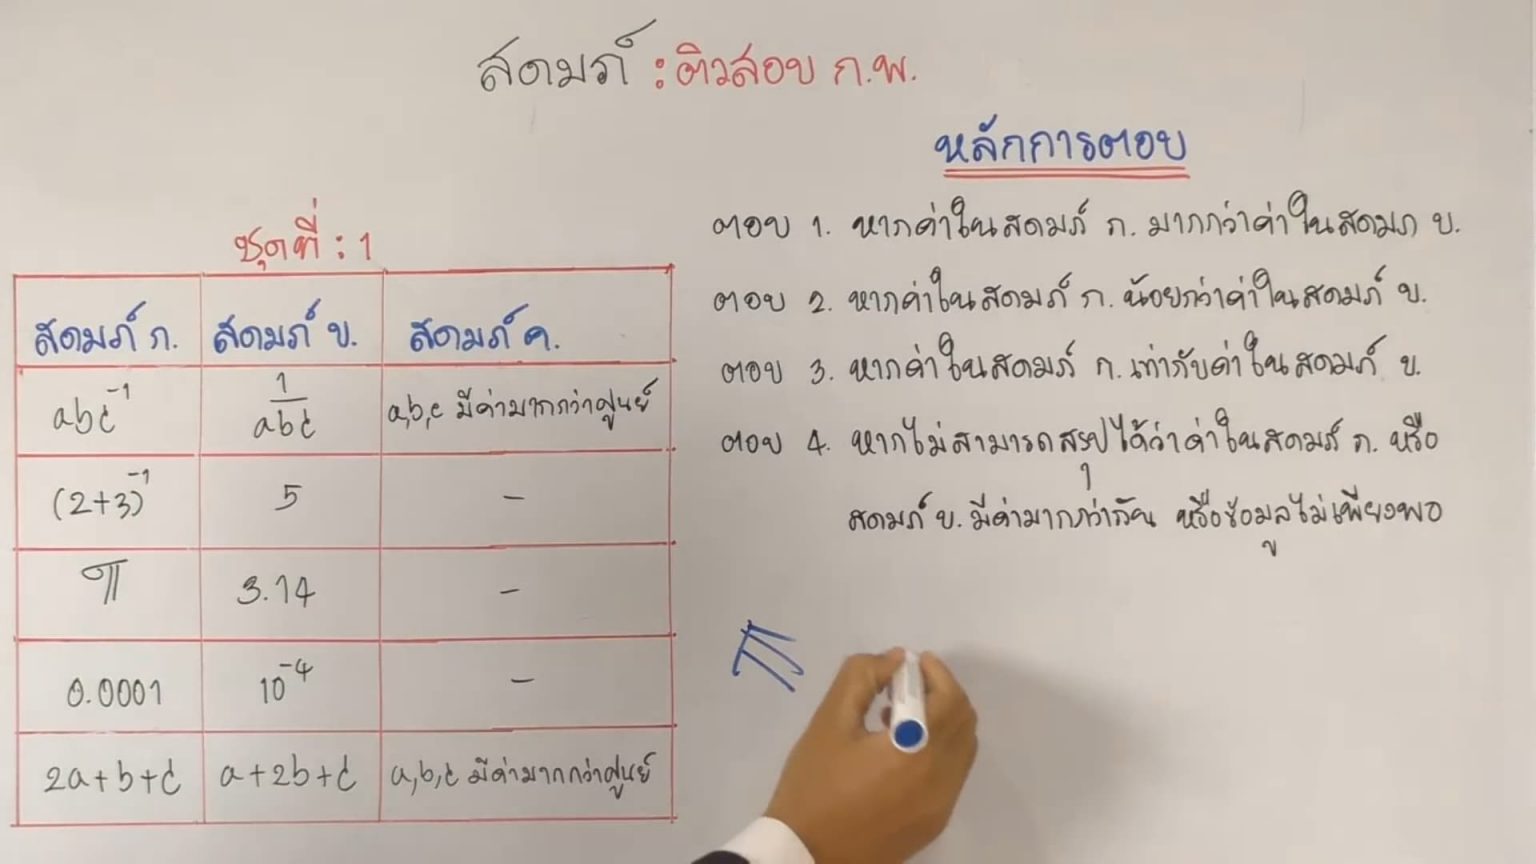 สดมภ์ : ติวสอบ ก.พ.
หลักการตอบ
ตอบ 1. หากค่าในสดมภ์ ก. มากกว่าค่าในสดมภ ข.
ตอบ 2. หากค่าในสดมภ์ ก. น้อยกว่าค่าในสดมภ์ ข.
ตอบ 3. หากค่าในสดมภ์ ก. เท่ากับค่าในสดมภ์ ข.
ตอบ 4. หากไม่สามารถสรุปได้ว่าค่าในสดมภ์ ก. หรือ
สดมภ์ ข. มีค่ามากกว่ากัน หรือข้อมูลไม่เพียงพอ
ชุดที่ : 1
สดมภ์ ก. สดมภ์ ข. สดมภ์ ค.
abc⁻¹ 1/abc a,b,c มีค่ามากกว่าศูนย์
(2+3)⁻¹ 5 –
π 3.14 –
0.0001 10⁻⁴ –
2a+b+c a+2b+c a,b,c มีค่ามากกว่าศูนย์
π